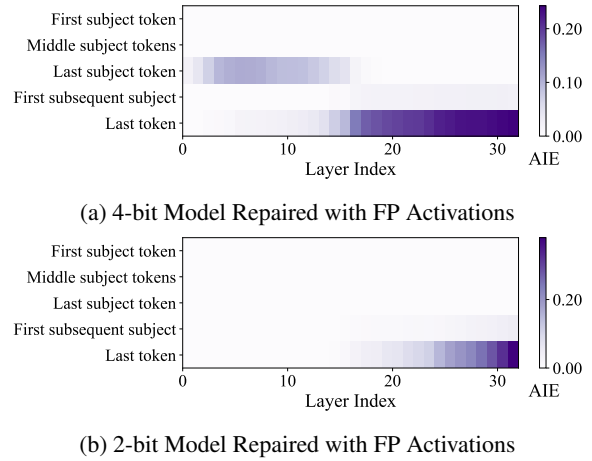 First subject token
Middle subject tokens
Last subject token
First subsequent subject
Last token
0 10 20 30
Layer Index
0.20
0.10
0.00
AIE
(a) 4-bit Model Repaired with FP Activations
First subject token
Middle subject tokens
Last subject token
First subsequent subject
Last token
0 10 20 30
Layer Index
0.20
0.00
AIE
(b) 2-bit Model Repaired with FP Activations